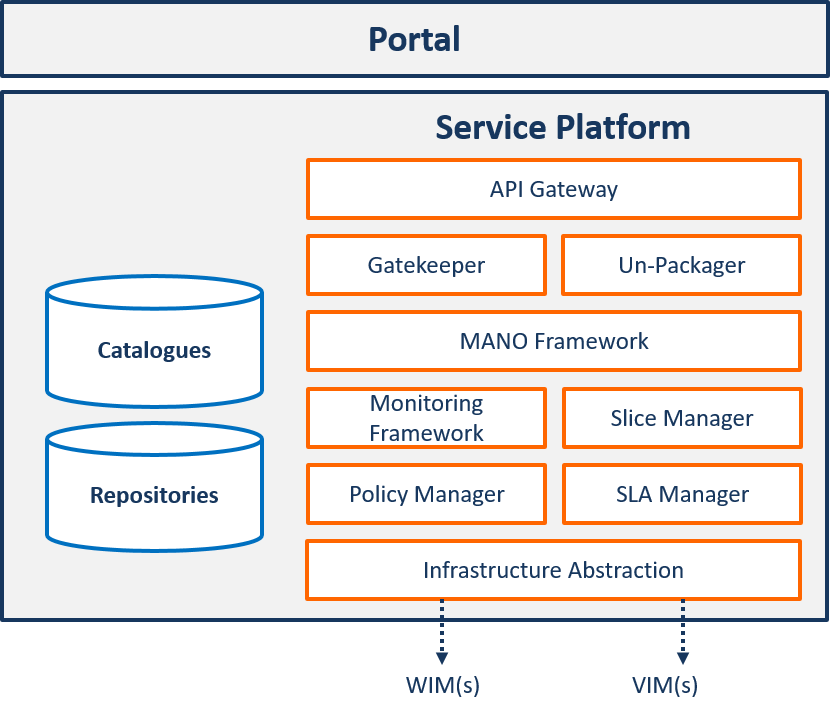 Portal
Service Platform
API Gateway
Gatekeeper
Un-Packager
MANO Framework
Catalogues
Monitoring
Framework
Slice Manager
Repositories
Policy Manager
SLA Manager
Infrastructure Abstraction
WIM(s)
VIM(s)